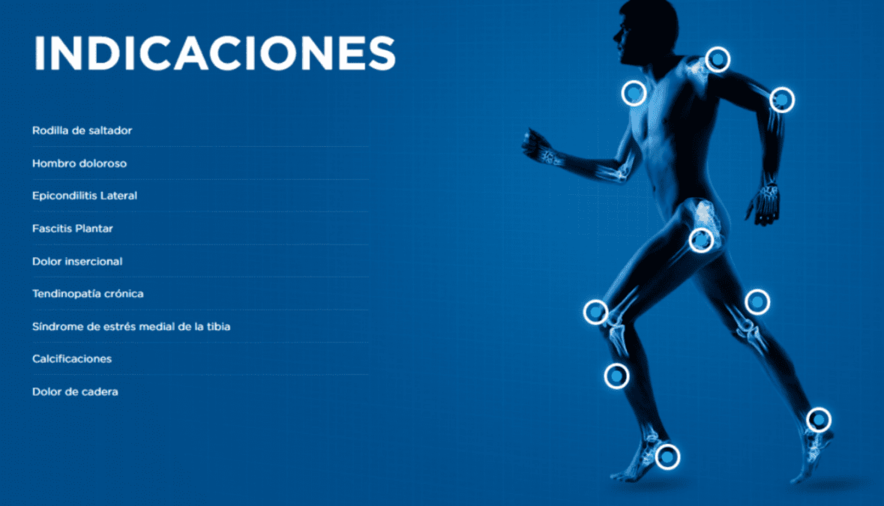 INDICACIONES
Rodilla de saltador
Hombro doloroso
Epicondilitis Lateral
Fascitis Plantar
Dolor insercional
Tendinopatía crónica
Síndrome de estrés medial de la tibia
Calcificaciones
Dolor de cadera